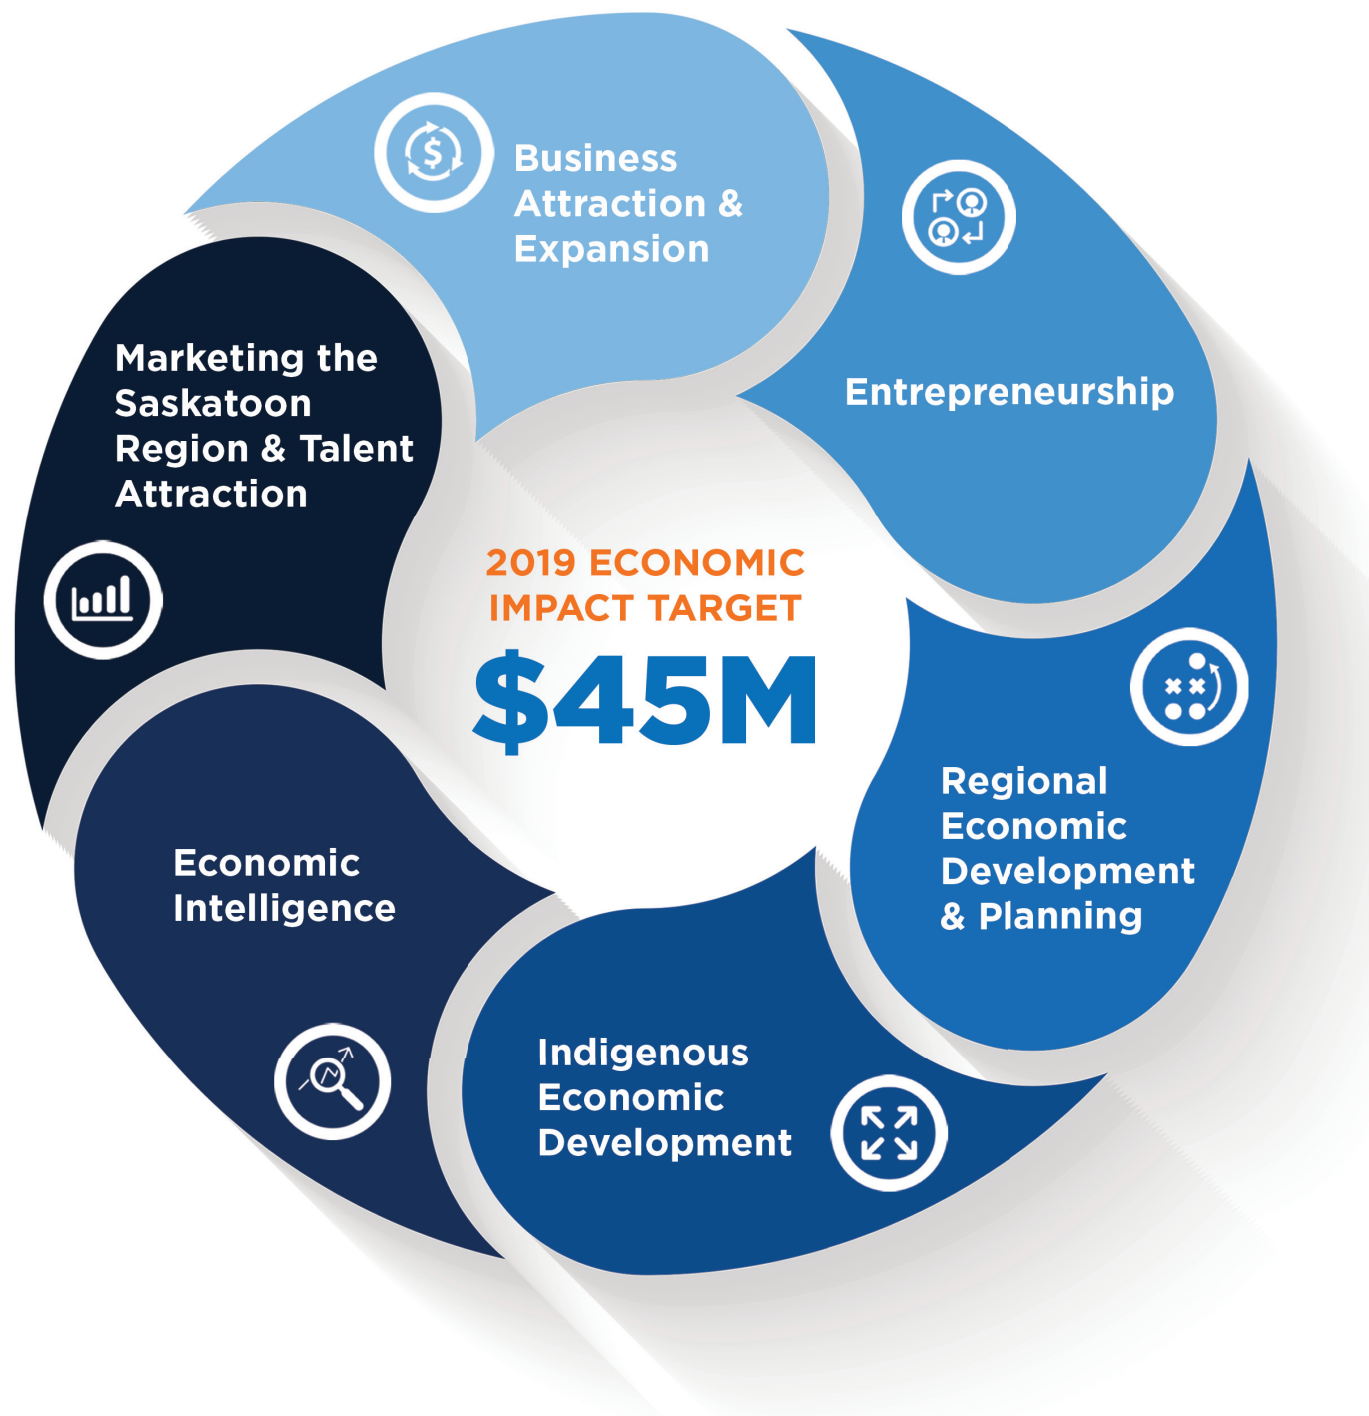 Business
Attraction &
Expansion
Entrepreneurship
Regional
Economic
Development
& Planning
Indigenous
Economic
Development
Economic
Intelligence
Marketing the
Saskatoon
Region & Talent
Attraction
2019 ECONOMIC
IMPACT TARGET
$45M
$